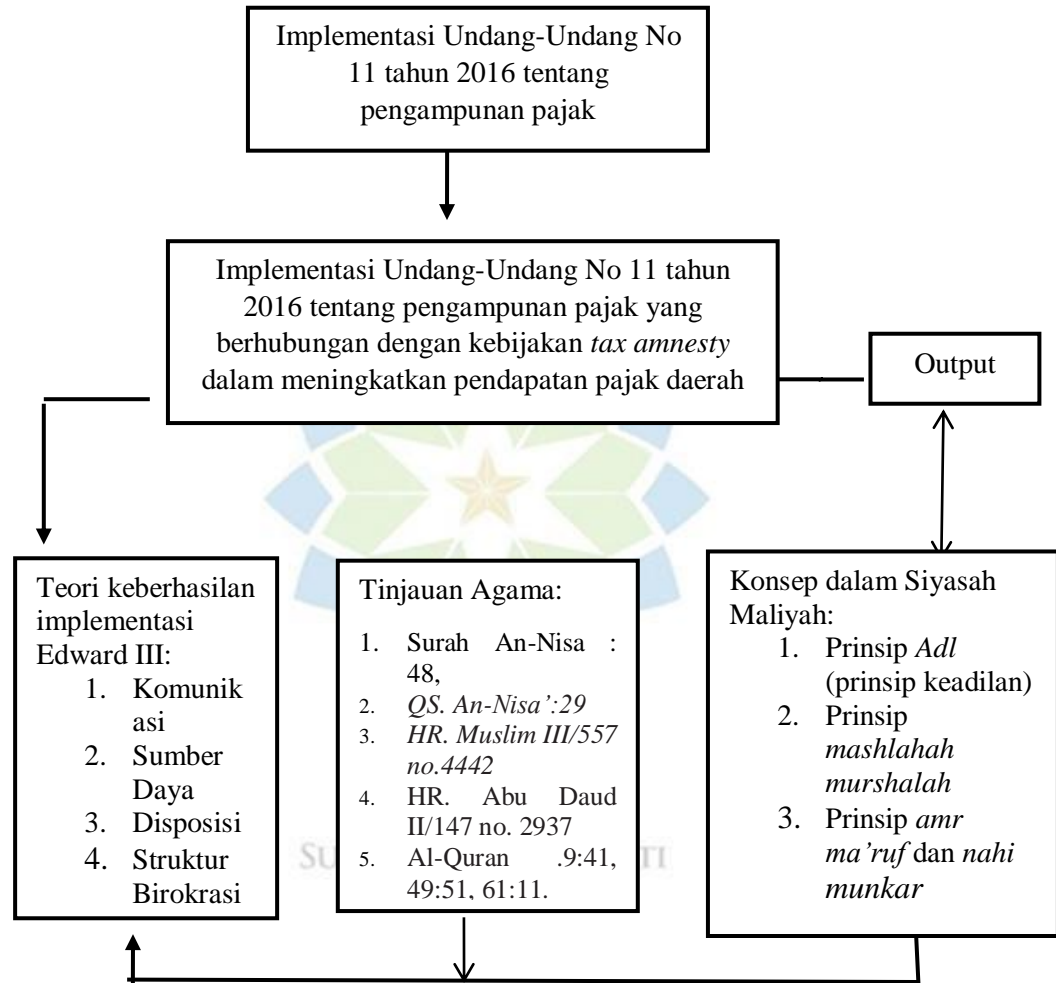 Implementasi Undang-Undang No
11 tahun 2016 tentang
pengampunan pajak
Implementasi Undang-Undang No 11 tahun
2016 tentang pengampunan pajak yang
berhubungan dengan kebijakan tax amnesty
dalam meningkatkan pendapatan pajak daerah
Output
Teori keberhasilan
implementasi
Edward III:
1. Komunik
asi
2. Sumber
Daya
3. Disposisi
4. Struktur
Birokrasi
Tinjauan Agama:
1. Surah An-Nisa :
48,
2. QS. An-Nisa’:29
3. HR. Muslim III/557
no.4442
4. HR. Abu Daud
II/147 no. 2937
5. Al-Quran .9:41,
49:51, 61:11.
Konsep dalam Siyasah
Maliyah:
1. Prinsip Adl
(prinsip keadilan)
2. Prinsip
mashlahah
murshalah
3. Prinsip amr
ma’ruf dan nahi
munkar